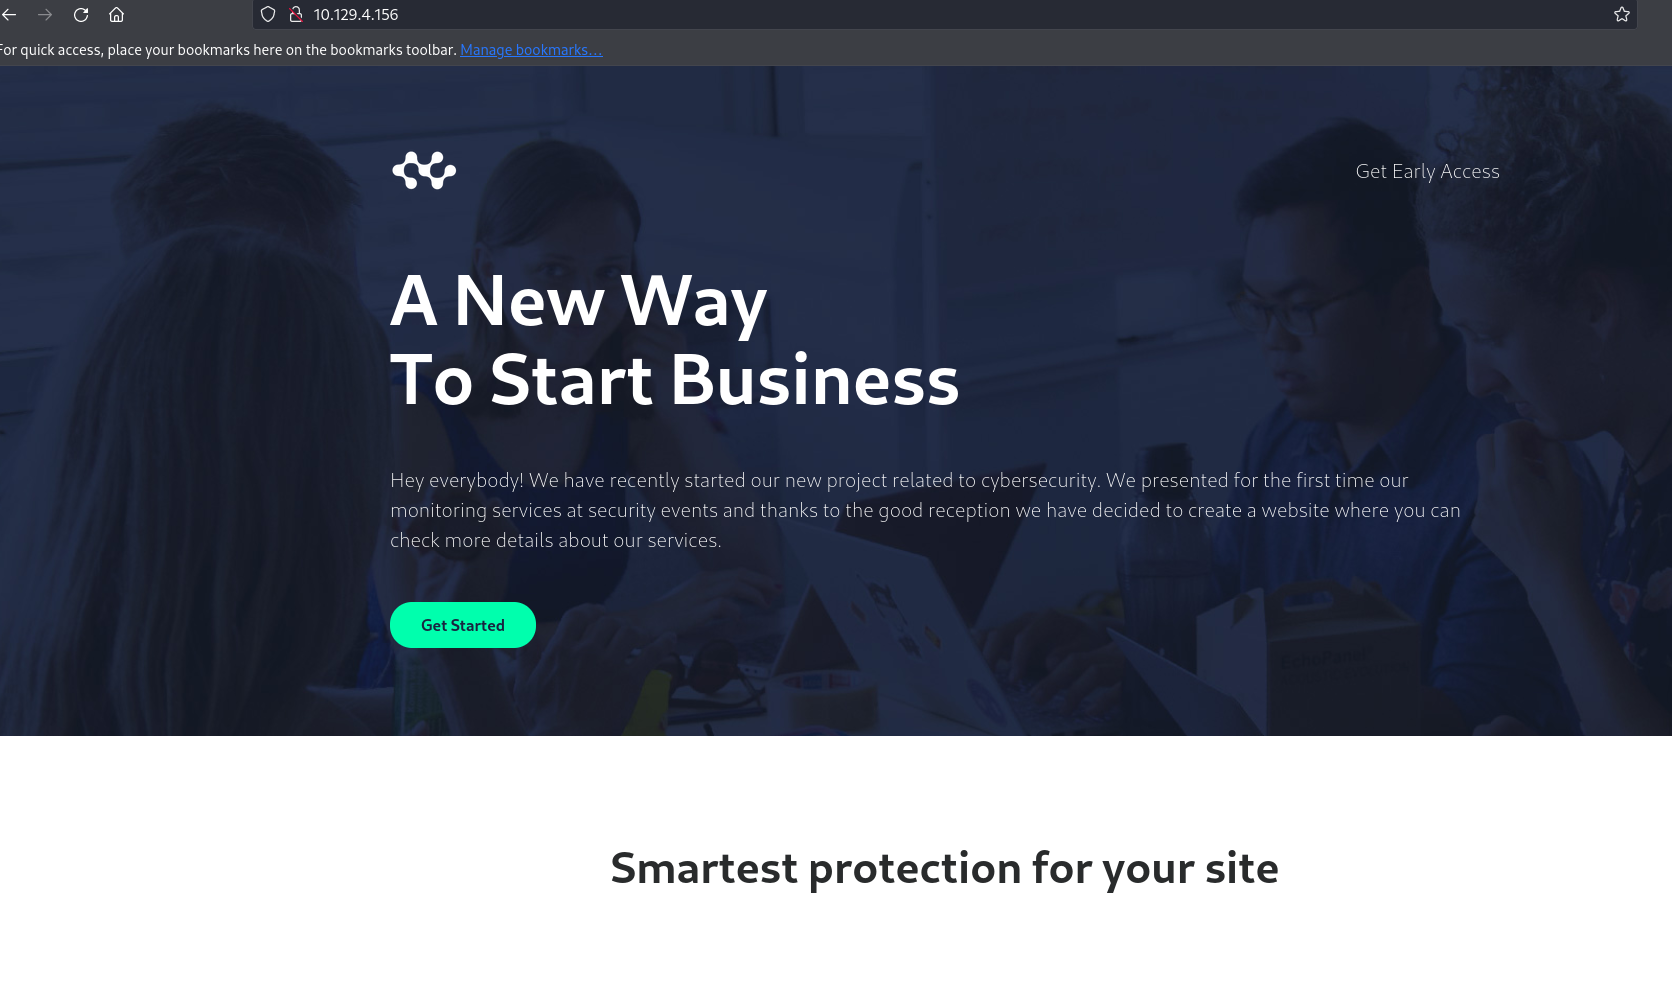 10.129.4.156
For quick access, place your bookmarks here on the bookmarks toolbar. Manage bookmarks...
Get Early Access
A New Way
To Start Business
Hey everybody! We have recently started our new project related to cybersecurity. We presented for the first time our
monitoring services at security events and thanks to the good reception we have decided to create a website where you can
check more details about our services.
Get Started
Smartest protection for your site